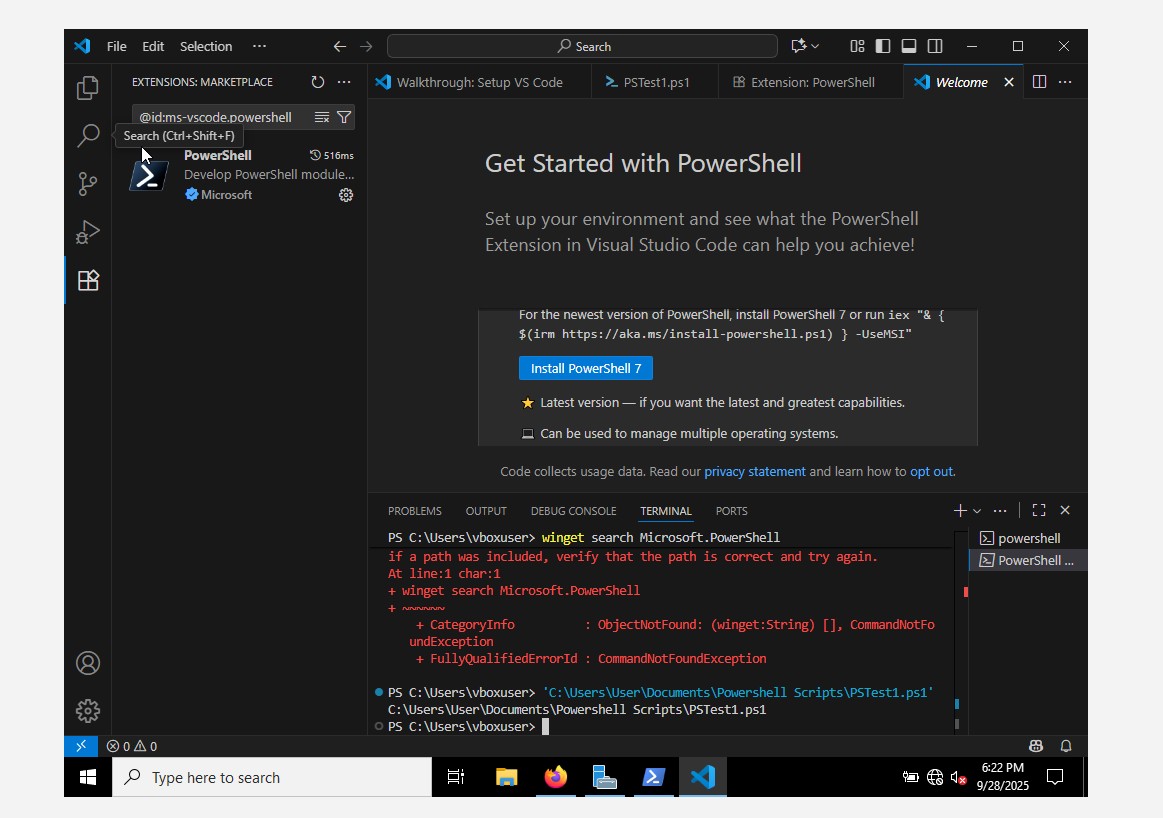 File Edit Selection ··· Search
EXTENSIONS: MARKETPLACE
@id:ms-vscode.powershell
Search (Ctrl+Shift+F)
PowerShell 516ms
Develop PowerShell module...
Microsoft
Walkthrough: Setup VS Code PSTest1.ps1 Extension: PowerShell Welcome
Get Started with PowerShell
Set up your environment and see what the PowerShell
Extension in Visual Studio Code can help you achieve!
For the newest version of PowerShell, install PowerShell 7 or run iex "& {
$(irm https://aka.ms/install-powershell.ps1) } -UseMSI"
Install PowerShell 7
Latest version — if you want the latest and greatest capabilities.
Can be used to manage multiple operating systems.
Code collects usage data. Read our privacy statement and learn how to opt out.
PROBLEMS OUTPUT DEBUG CONSOLE TERMINAL PORTS
PS C:\Users\vboxuser> winget search Microsoft.PowerShell
if a path was included, verify that the path is correct and try again.
At line:1 char:1
+ winget search Microsoft.PowerShell
+ ~~~~~~
+ CategoryInfo : ObjectNotFound: (winget:String) [], CommandNotFo
undException
+ FullyQualifiedErrorId : CommandNotFoundException
PS C:\Users\vboxuser> 'C:\Users\User\Documents\Powershell Scripts\PSTest1.ps1'
C:\Users\User\Documents\Powershell Scripts\PSTest1.ps1
PS C:\Users\vboxuser>
powershell
PowerShell ...
0 0
Type here to search
6:22 PM
9/28/2025